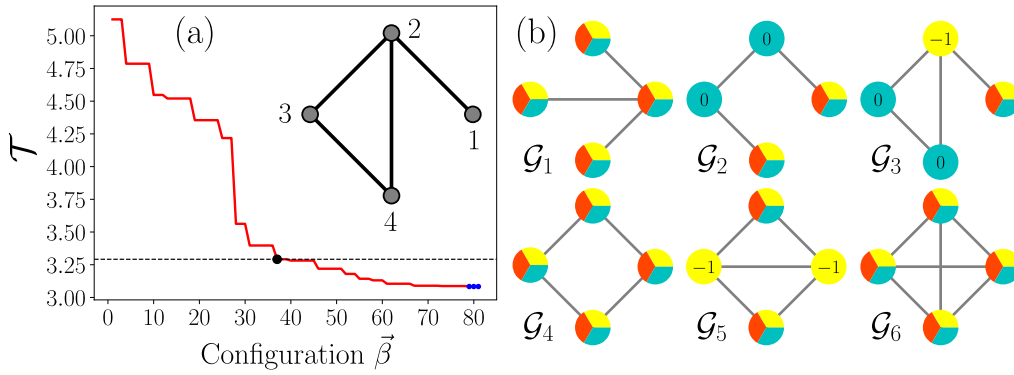 (a)
2
3
1
4
𝒯
5.00
4.75
4.50
4.25
4.00
3.75
3.50
3.25
3.00
0 10 20 30 40 50 60 70 80
Configuration $\vec{\beta}$
(b)
0 −1
0 0
0
𝒢₁ 𝒢₂ 𝒢₃
−1 −1
𝒢₄ 𝒢₅ 𝒢₆